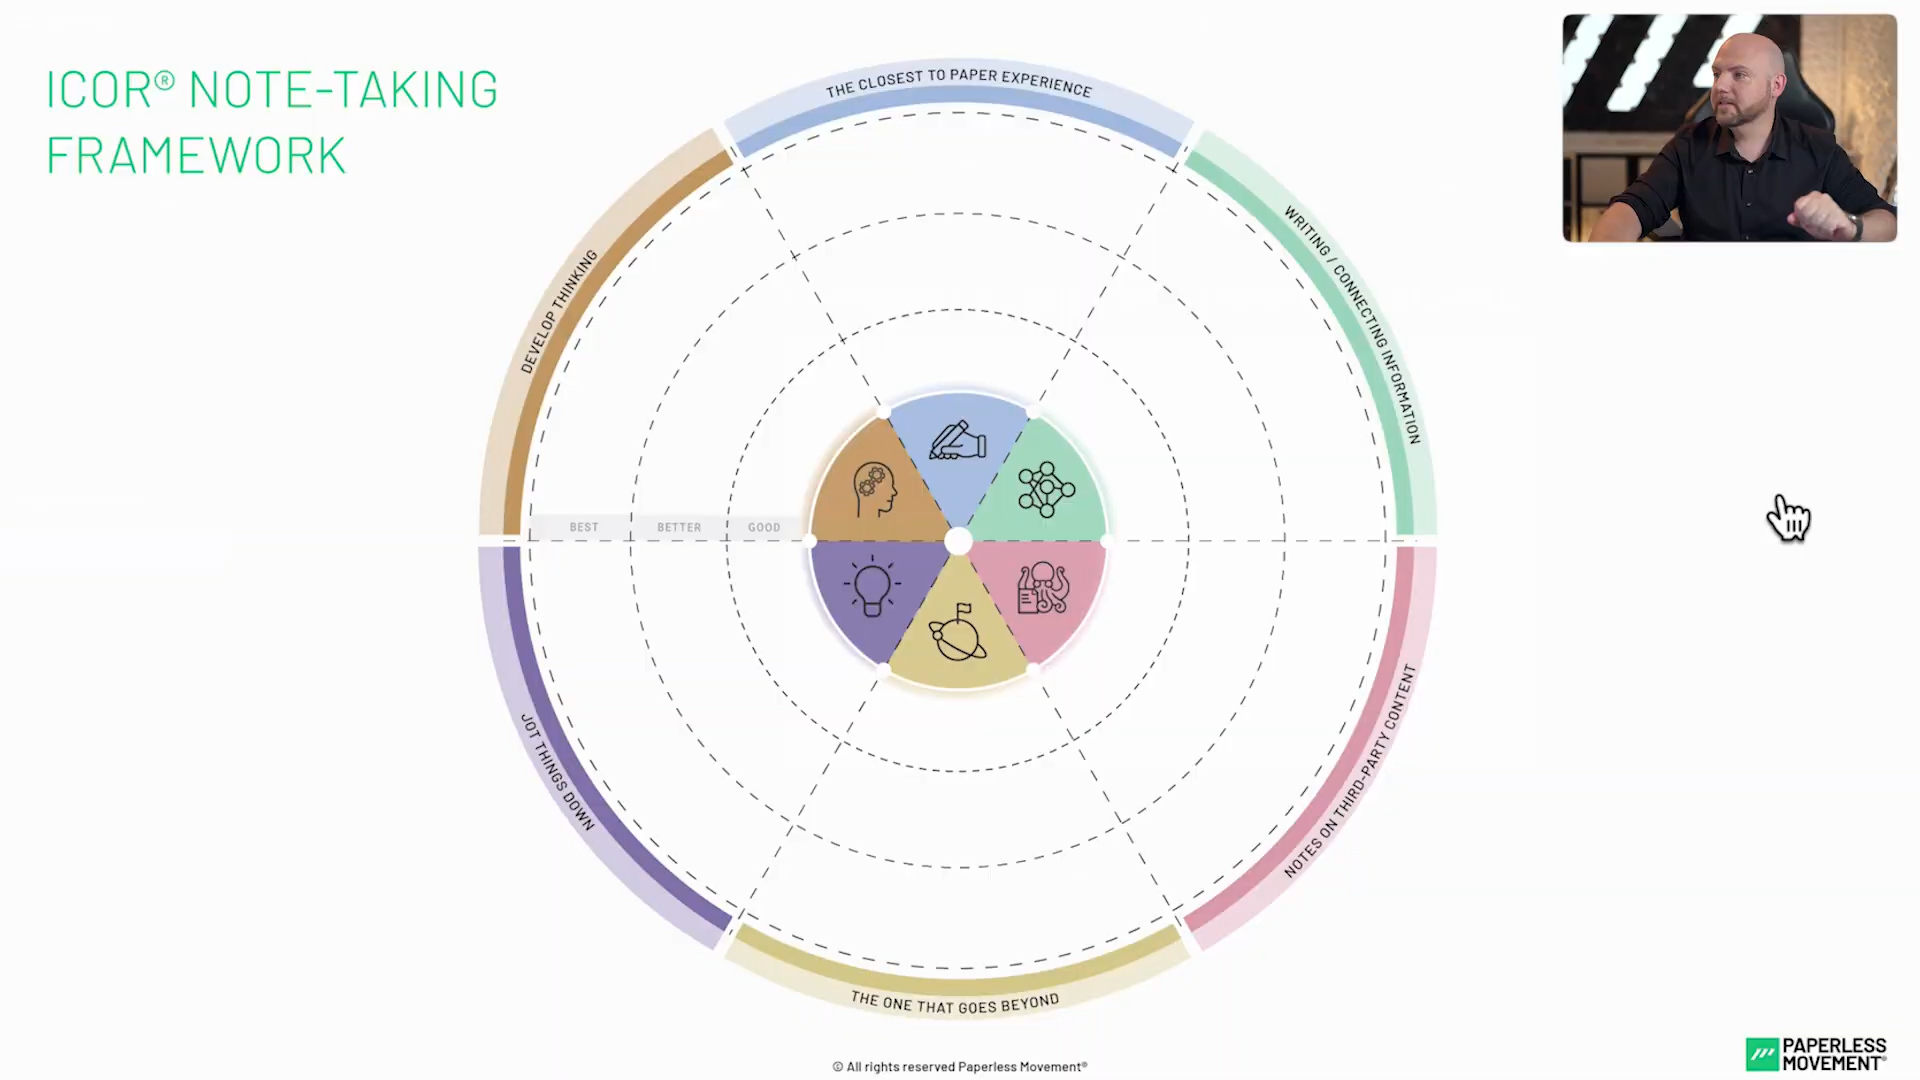 ICOR® NOTE-TAKING
FRAMEWORK
THE CLOSEST TO PAPER EXPERIENCE
WRITING / CONNECTING INFORMATION
DEVELOP THINKING
BEST
BETTER
GOOD
JOT THINGS DOWN
NOTES ON THIRD-PARTY CONTENT
THE ONE THAT GOES BEYOND
© All rights reserved Paperless Movement®
PAPERLESS
MOVEMENT®